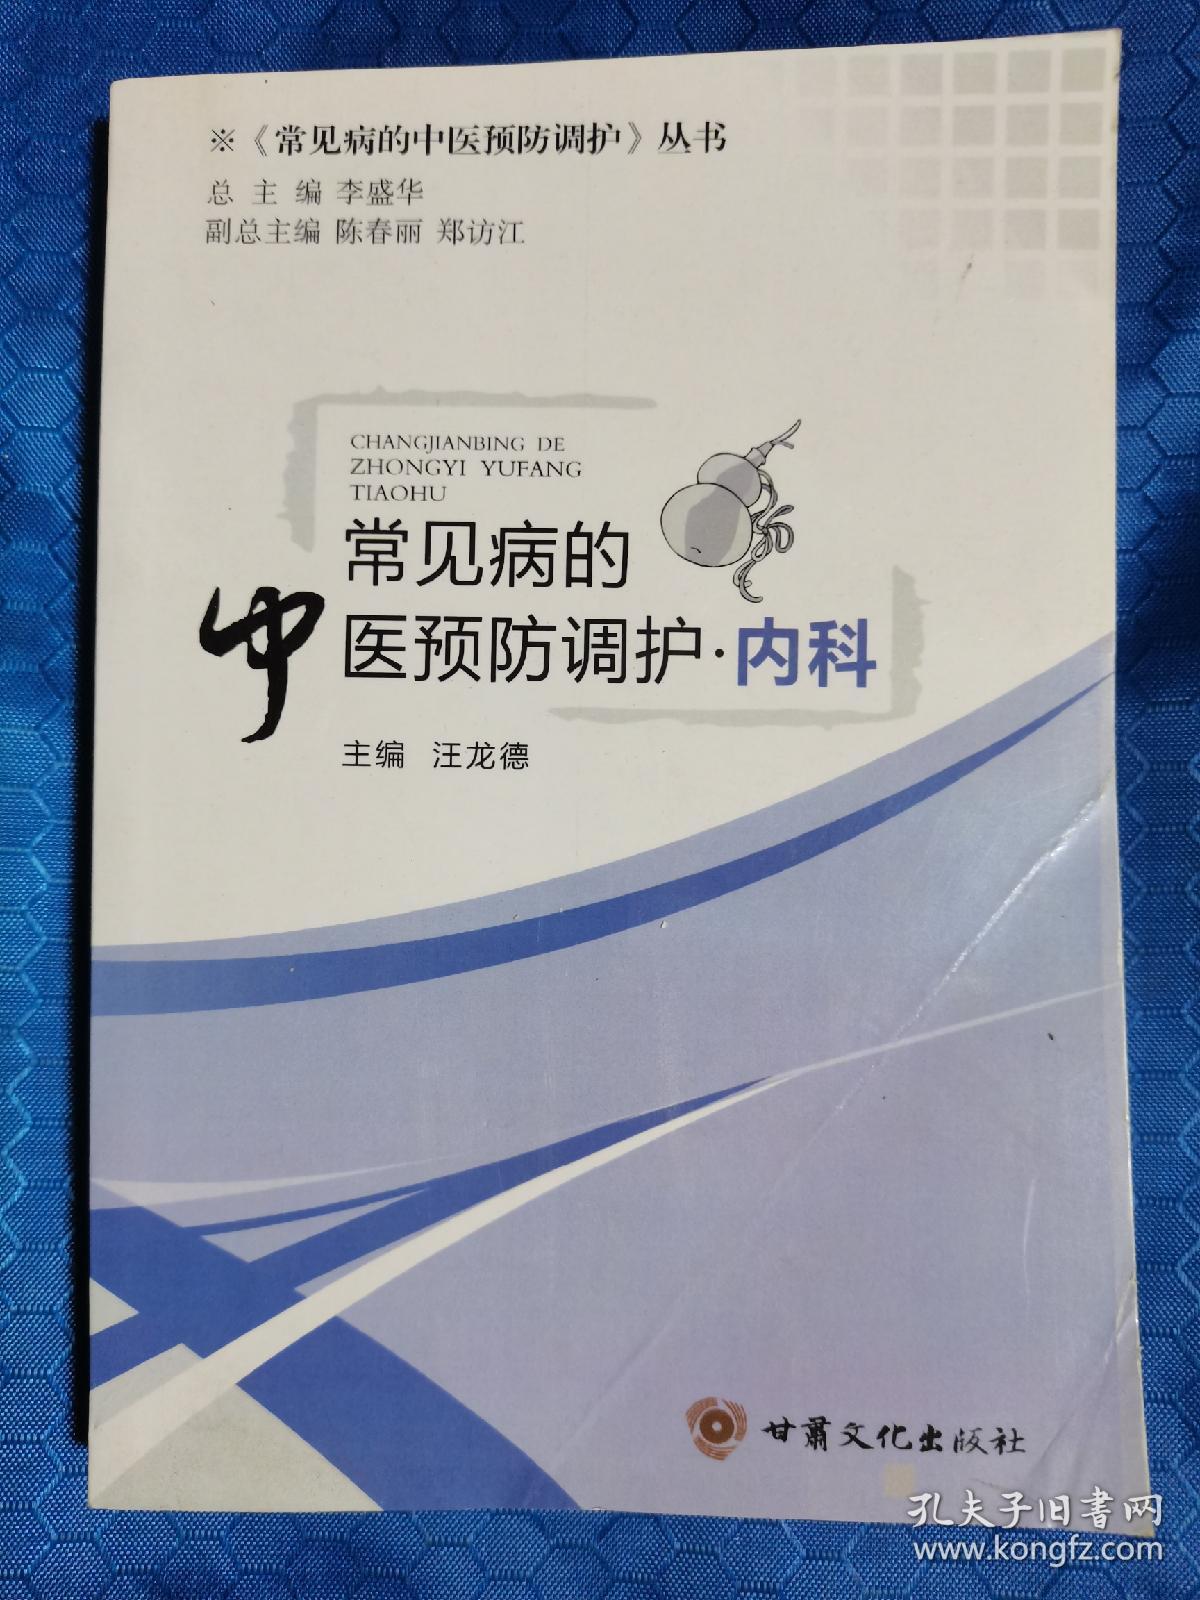 ※《常见病的中医预防调护》丛书
总 主 编 李盛华
副总主编 陈春丽 郑访江
CHANGJIANBING DE
ZHONGYI YUFANG
TIAOHU
常见病的
中医预防调护·内科
主编 汪龙德
甘肃文化出版社
孔夫子旧書网
www.kongfz.com